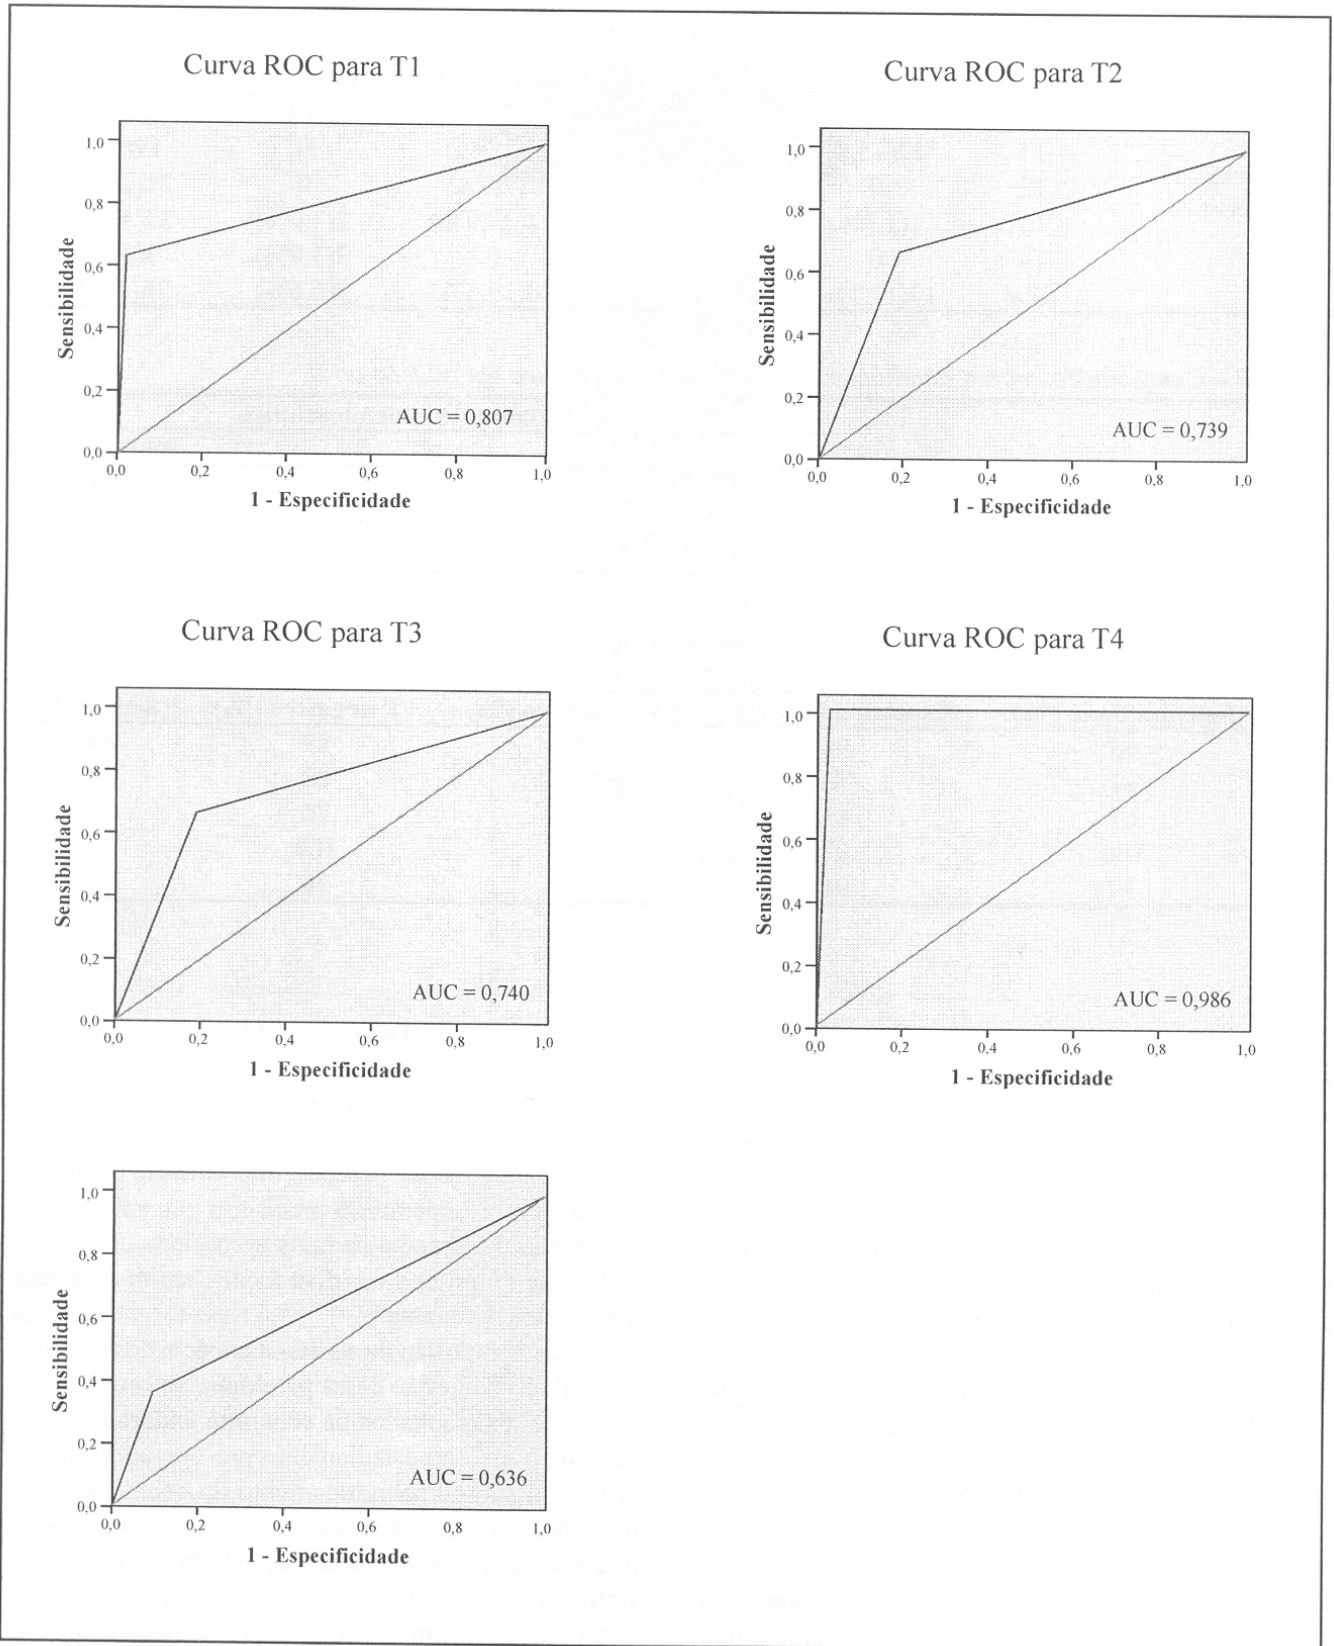 Curva ROC para T1
Sensibilidade
1,0
0,8
0,6
0,4
0,2
0,0
AUC = 0,807
0,0 0,2 0,4 0,6 0,8 1,0
1 - Especificidade
Curva ROC para T2
Sensibilidade
1,0
0,8
0,6
0,4
0,2
0,0
AUC = 0,739
0,0 0,2 0,4 0,6 0,8 1,0
1 - Especificidade
Curva ROC para T3
Sensibilidade
1,0
0,8
0,6
0,4
0,2
0,0
AUC = 0,740
0,0 0,2 0,4 0,6 0,8 1,0
1 - Especificidade
Curva ROC para T4
Sensibilidade
1,0
0,8
0,6
0,4
0,2
0,0
AUC = 0,986
0,0 0,2 0,4 0,6 0,8 1,0
1 - Especificidade
Sensibilidade
1,0
0,8
0,6
0,4
0,2
0,0
AUC = 0,636
0,0 0,2 0,4 0,6 0,8 1,0
1 - Especificidade